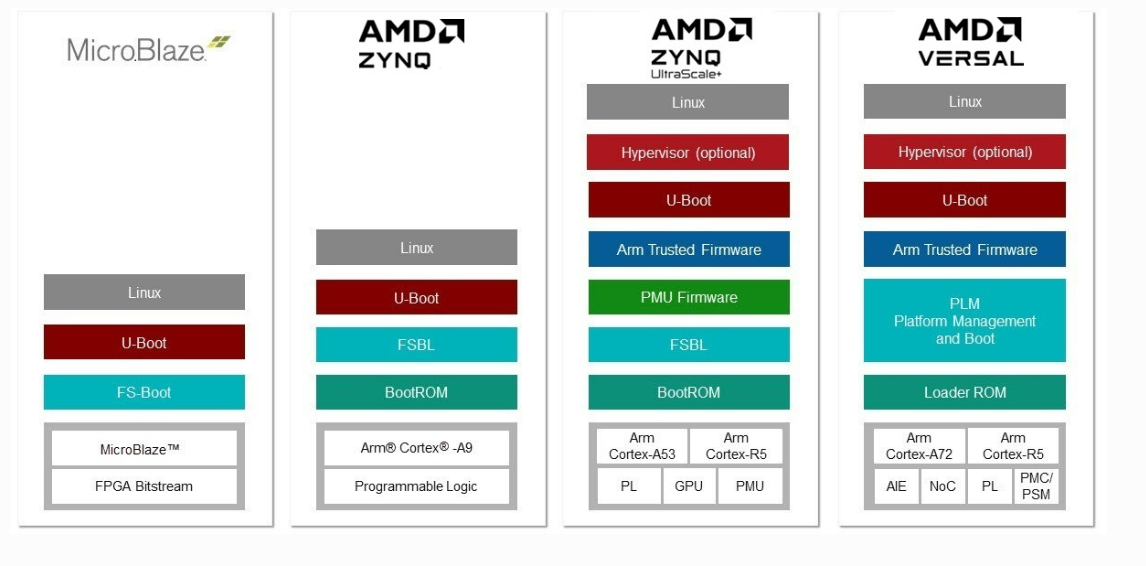 MicroBlaze
Linux
U-Boot
FS-Boot
MicroBlaze™
FPGA Bitstream
AMD
ZYNQ
Linux
U-Boot
FSBL
BootROM
Arm® Cortex® -A9
Programmable Logic
AMD
ZYNQ
UltraScale+
Linux
Hypervisor (optional)
U-Boot
Arm Trusted Firmware
PMU Firmware
FSBL
BootROM
Arm
Cortex-A53
Arm
Cortex-R5
PL
GPU
PMU
AMD
VERSAL
Linux
Hypervisor (optional)
U-Boot
Arm Trusted Firmware
PLM
Platform Management
and Boot
Loader ROM
Arm
Cortex-A72
Arm
Cortex-R5
AIE
NoC
PL
PMC/
PSM